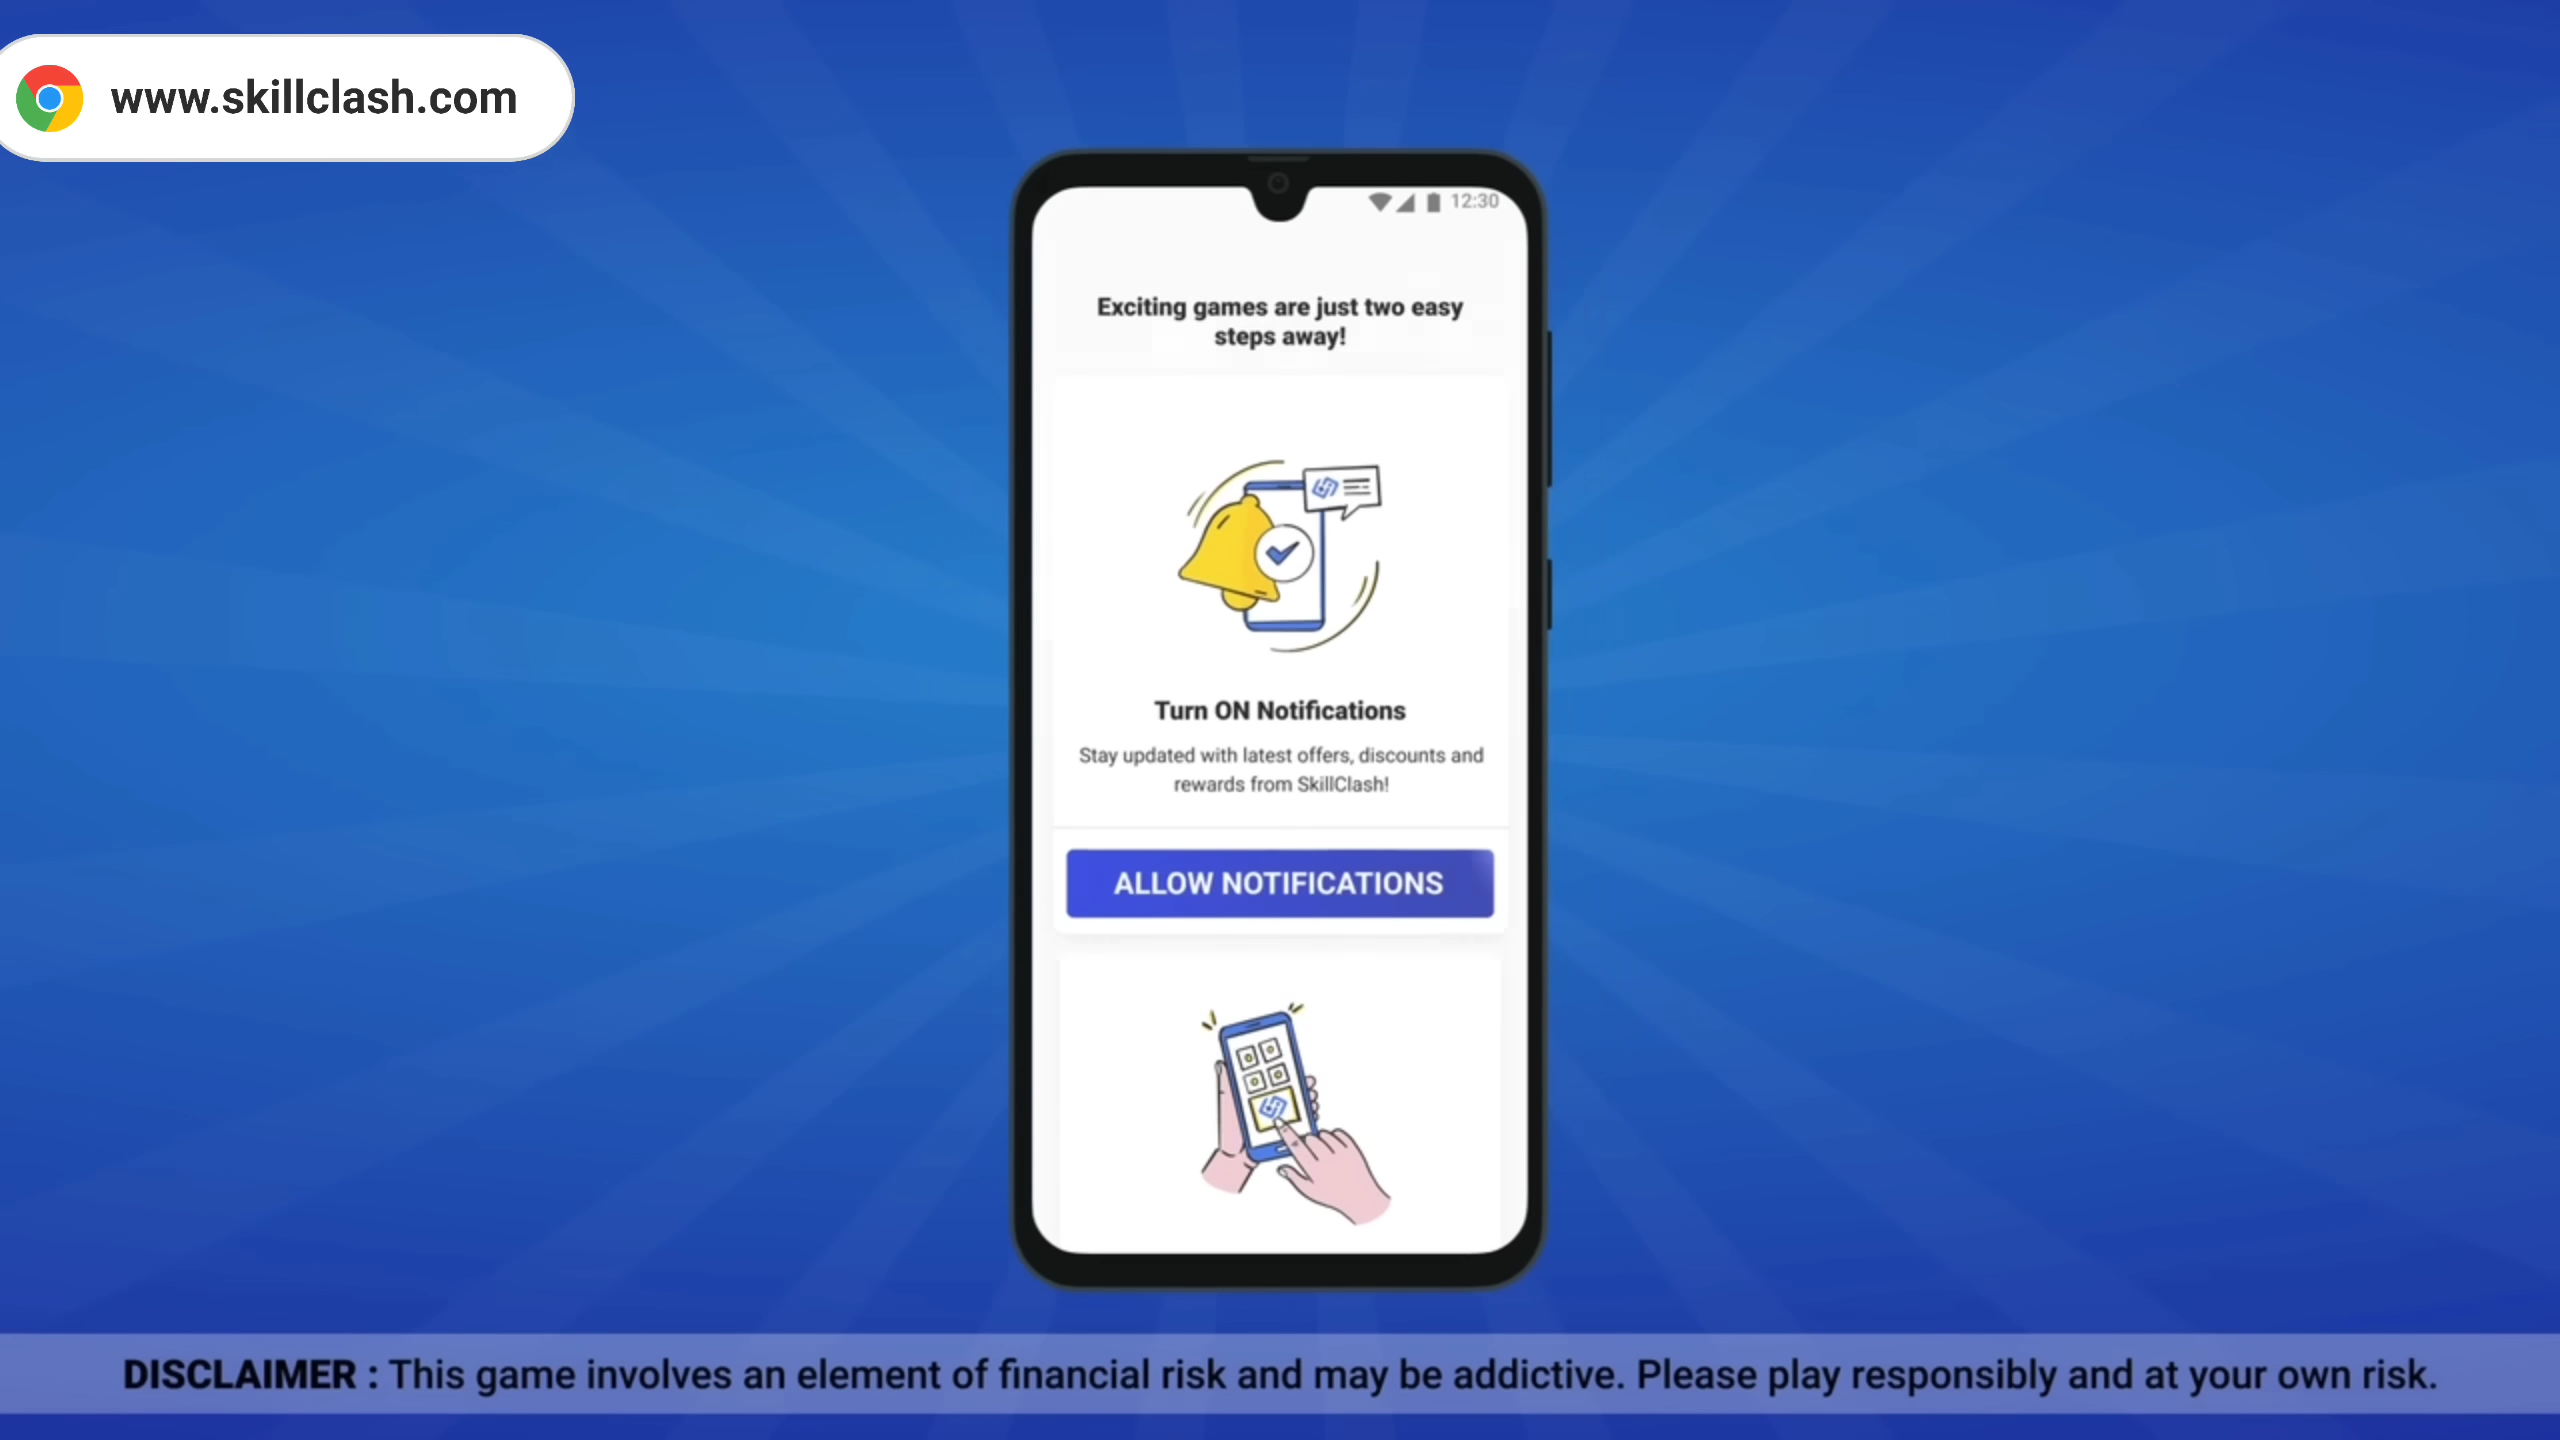 www.skillclash.com
12:30
Exciting games are just two easy
steps away!
Turn ON Notifications
Stay updated with latest offers, discounts and
rewards from SkillClash!
ALLOW NOTIFICATIONS
DISCLAIMER : This game involves an element of financial risk and may be addictive. Please play responsibly and at your own risk.